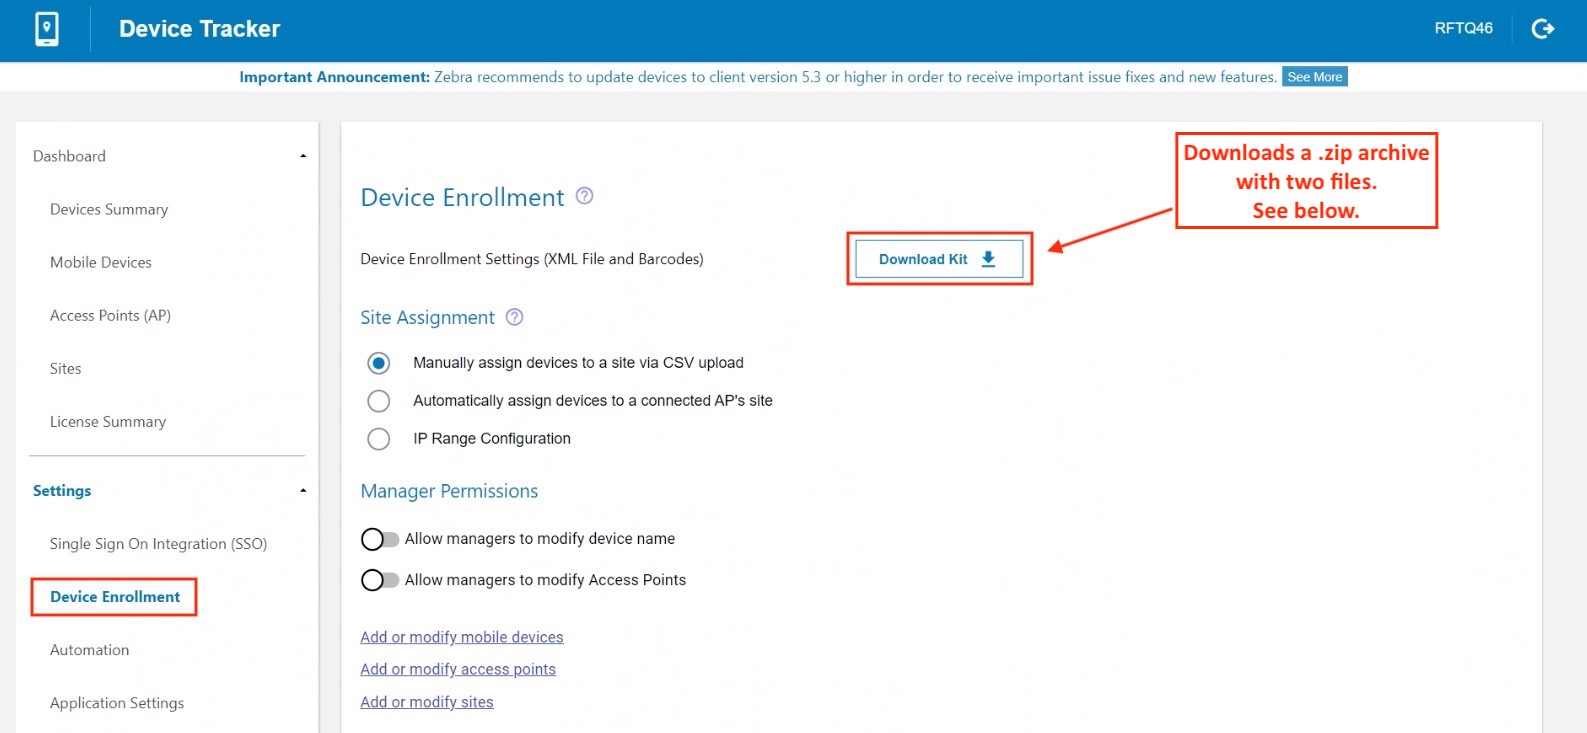 Device Tracker
RFTQ46
Important Announcement: Zebra recommends to update devices to client version 5.3 or higher in order to receive important issue fixes and new features. See More
Dashboard
Devices Summary
Mobile Devices
Access Points (AP)
Sites
License Summary
Settings
Single Sign On Integration (SSO)
Device Enrollment
Automation
Application Settings
Downloads a .zip archive
with two files.
See below.
Device Enrollment ?
Device Enrollment Settings (XML File and Barcodes)
Download Kit
Site Assignment ?
Manually assign devices to a site via CSV upload
Automatically assign devices to a connected AP's site
IP Range Configuration
Manager Permissions
Allow managers to modify device name
Allow managers to modify Access Points
Add or modify mobile devices
Add or modify access points
Add or modify sites